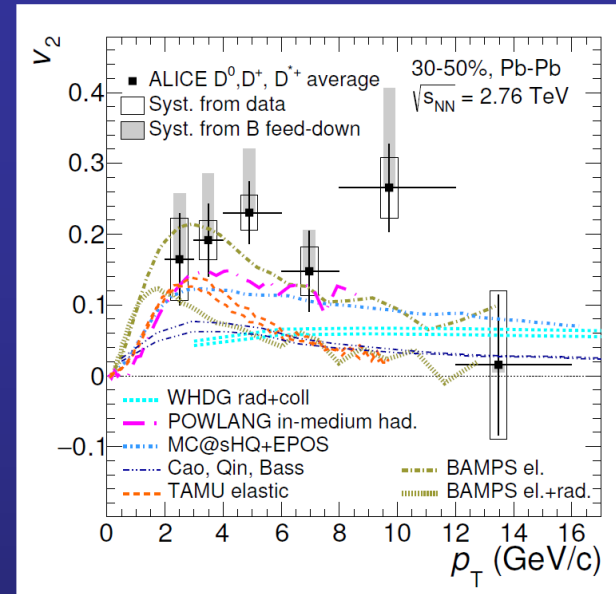 v₂
ALICE D⁰,D⁺, D*⁺ average
Syst. from data
Syst. from B feed-down
30-50%, Pb-Pb
√s_NN = 2.76 TeV
0.4
0.3
0.2
0.1
0
−0.1
WHDG rad+coll
POWLANG in-medium had.
MC@sHQ+EPOS
Cao, Qin, Bass
TAMU elastic
BAMPS el.
BAMPS el.+rad.
0 2 4 6 8 10 12 14 16
p_T (GeV/c)